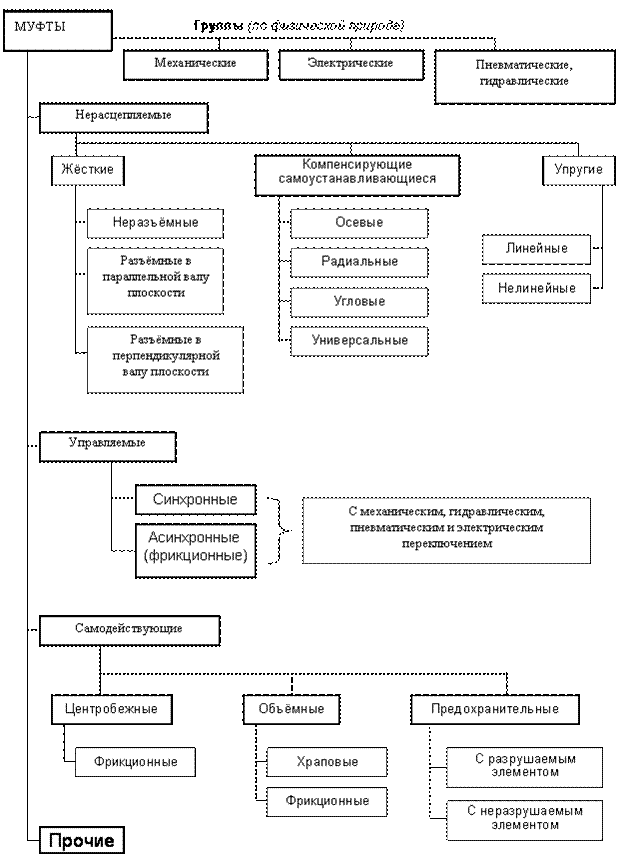 МУФТЫ
Группы (по физической природе)
Механические
Электрические
Пневматические,
гидравлические
Нерасцепляемые
Жёсткие
Компенсирующие
самоустанавливающиеся
Упругие
Неразъёмные
Разъёмные в
параллельной валу
плоскости
Разъёмные в
перпендикулярной
валу плоскости
Осевые
Радиальные
Угловые
Универсальные
Линейные
Нелинейные
Управляемые
Синхронные
Асинхронные
(фрикционные)
С механическим, гидравлическим,
пневматическим и электрическим
переключением
Самодействующие
Центробежные
Объёмные
Предохранительные
Фрикционные
Храповые
Фрикционные
С разрушаемым
элементом
С неразрушаемым
элементом
Прочие